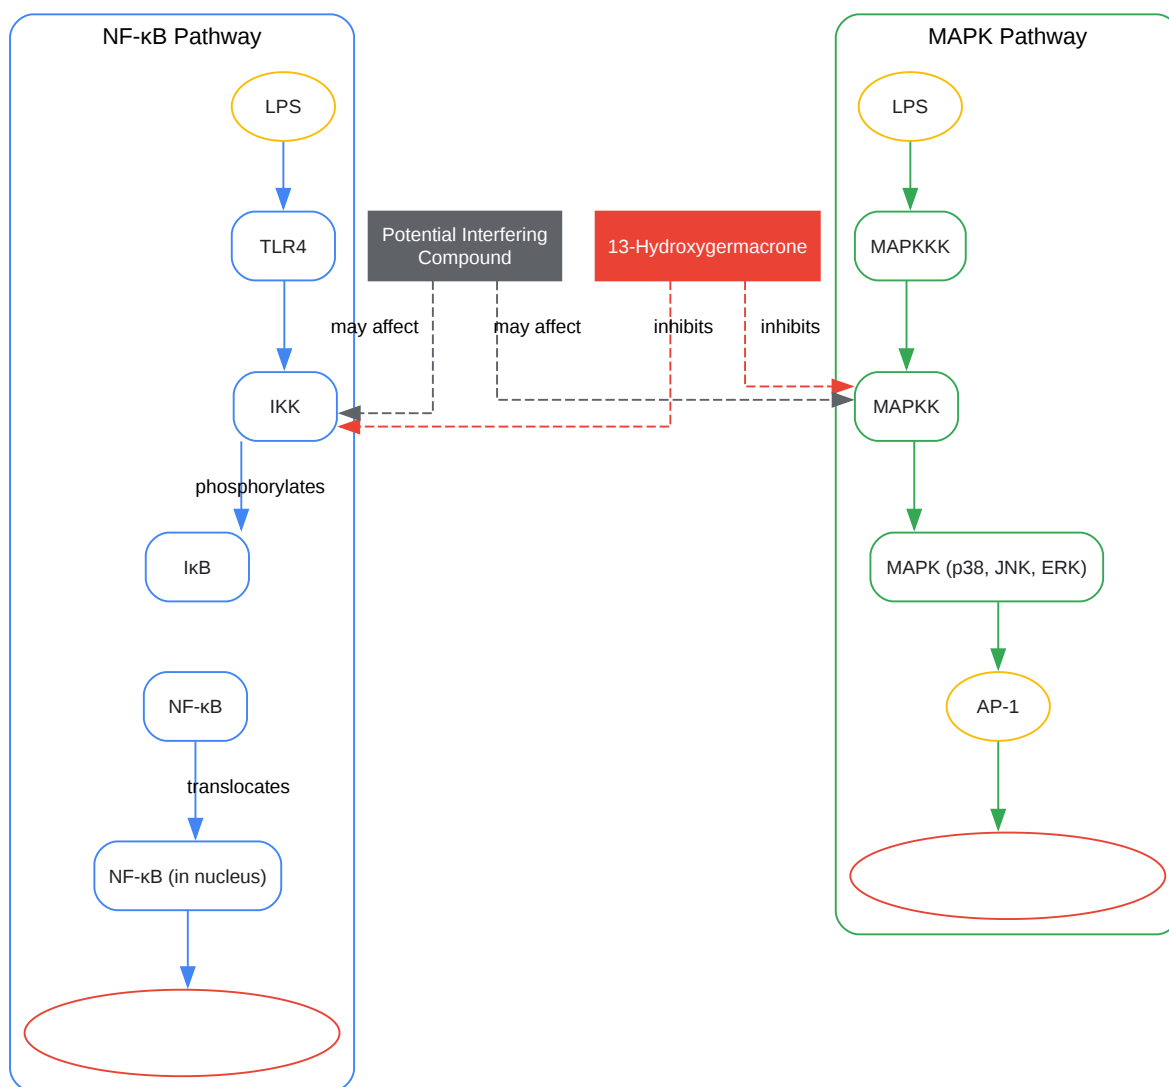 NF-κB Pathway
LPS
TLR4
IKK
phosphorylates
IκB
NF-κB
translocates
NF-κB (in nucleus)
Potential Interfering
Compound
may affect
may affect
13-Hydroxygermacrone
inhibits
inhibits
MAPK Pathway
LPS
MAPKKK
MAPKK
MAPK (p38, JNK, ERK)
AP-1